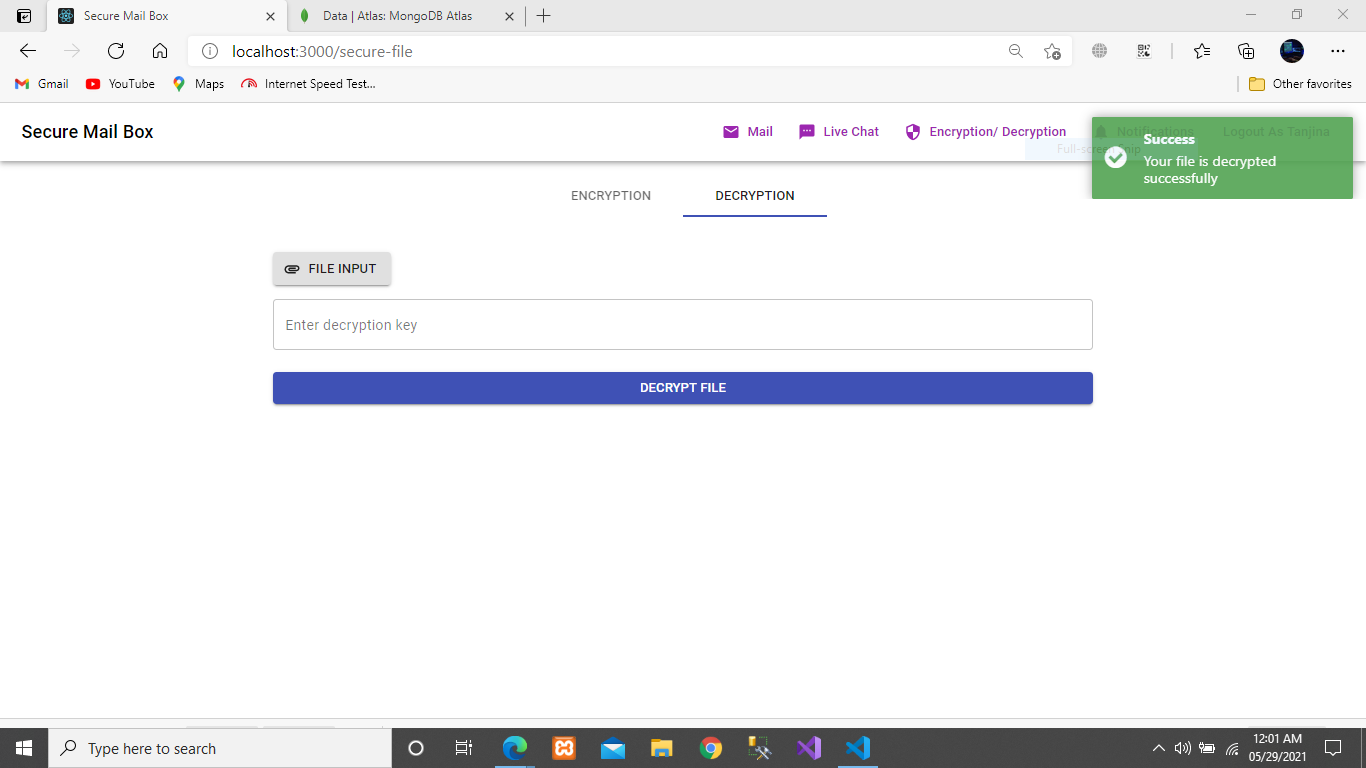 Secure Mail Box
Data | Atlas: MongoDB Atlas
localhost:3000/secure-file
Gmail
YouTube
Maps
Internet Speed Test...
Other favorites
Secure Mail Box
Mail
Live Chat
Encryption/ Decryption
Notifications
Logout As Tanjina
Full-screen Snip
Success
Your file is decrypted
successfully
ENCRYPTION
DECRYPTION
FILE INPUT
Enter decryption key
DECRYPT FILE
Type here to search
12:01 AM
05/29/2021